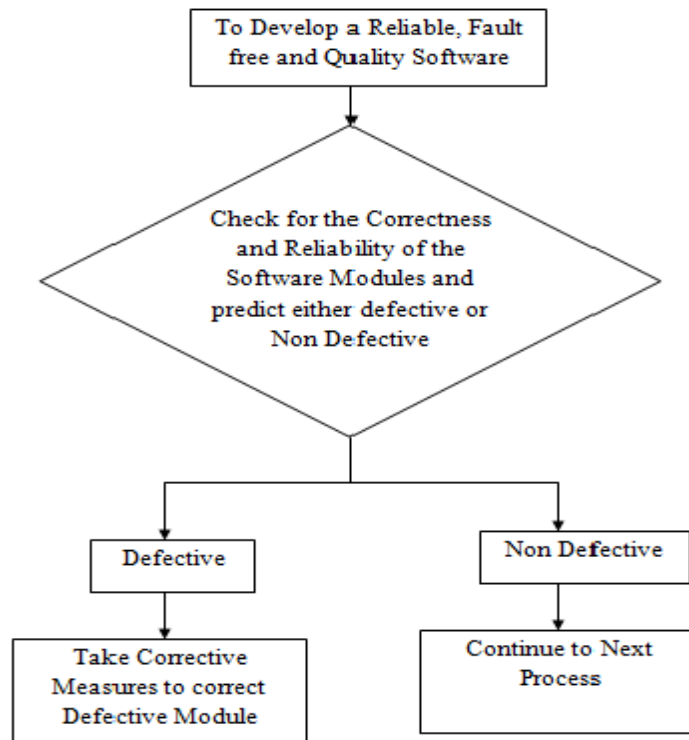 To Develop a Reliable, Fault
free and Quality Software
Check for the Correctness
and Reliability of the
Software Modules and
predict either defective or
Non Defective
Defective
Non Defective
Take Corrective
Measures to correct
Defective Module
Continue to Next
Process